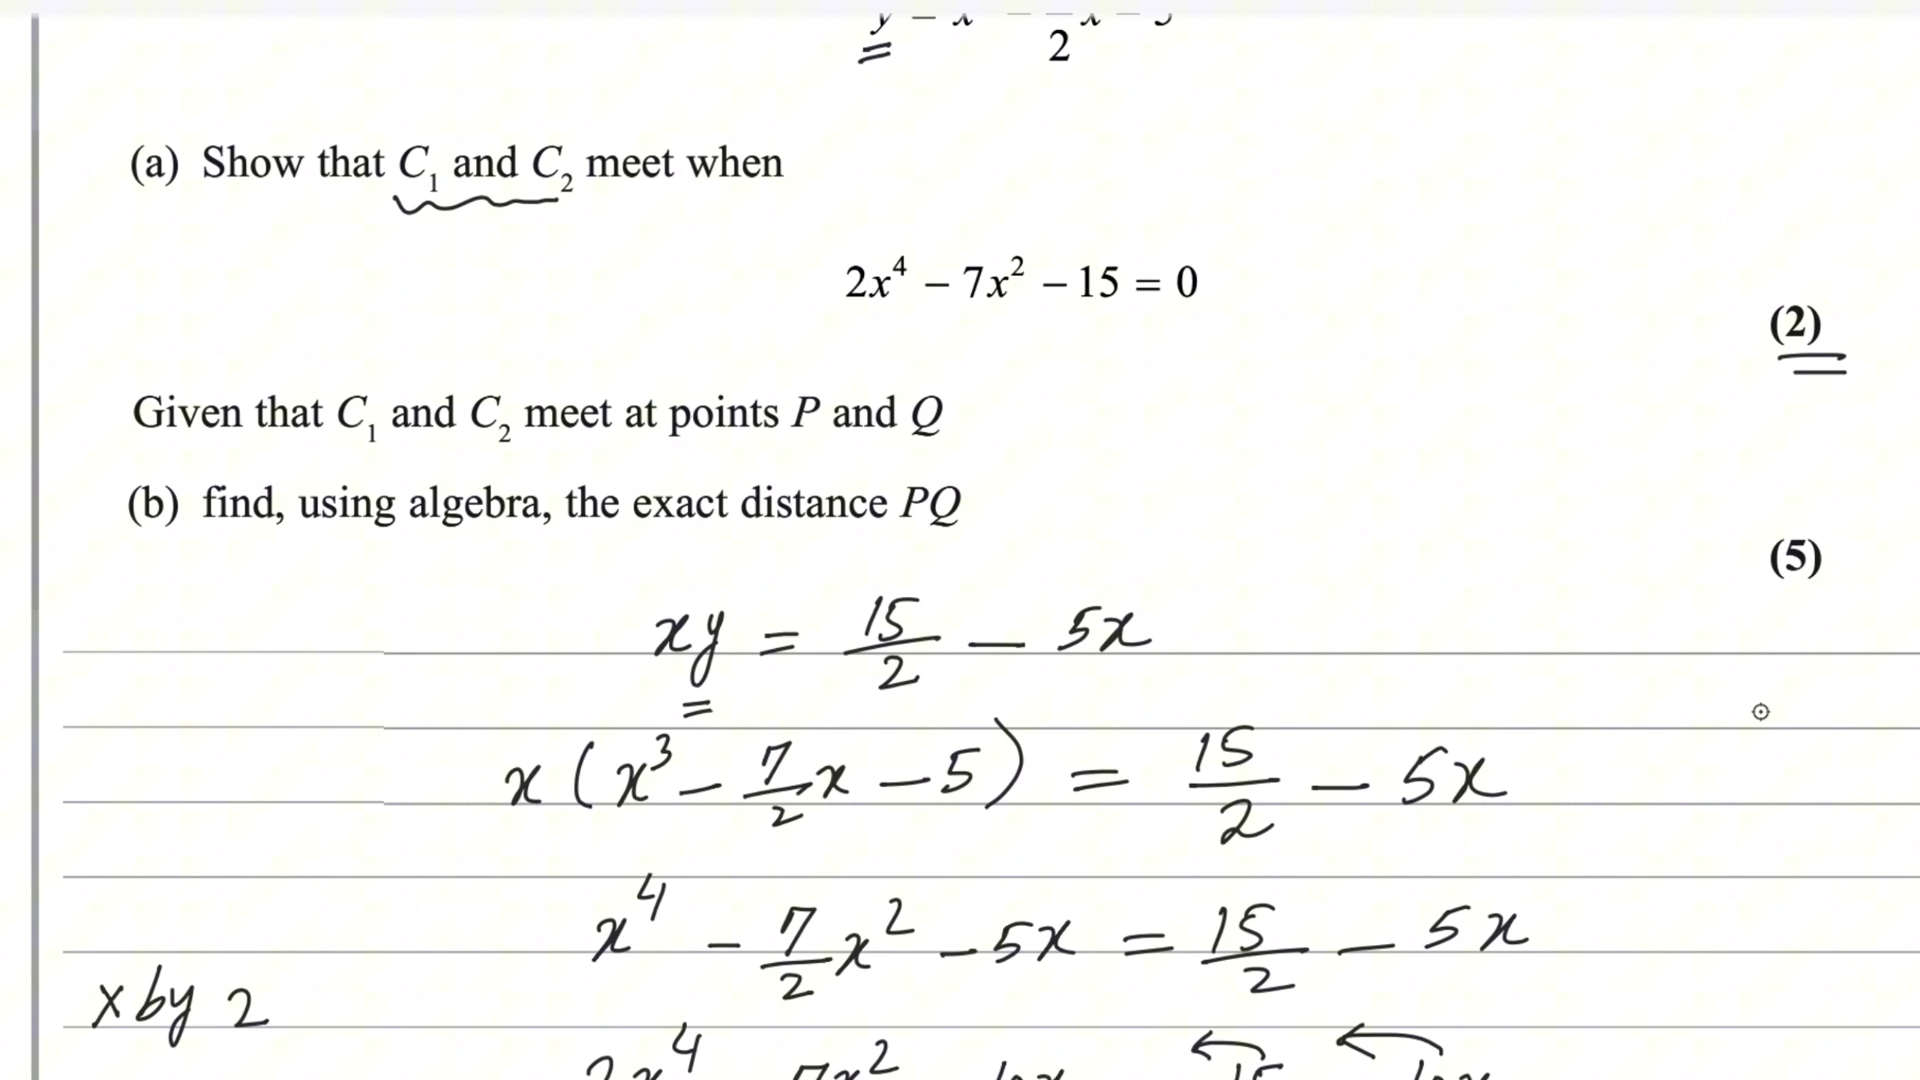 2
(a) Show that C₁ and C₂ meet when
2x⁴ – 7x² – 15 = 0
(2)
Given that C₁ and C₂ meet at points P and Q
(b) find, using algebra, the exact distance PQ
(5)
xy = 15/2 – 5x
x(x³ – 7/2x – 5) = 15/2 – 5x
x⁴ – 7/2x² – 5x = 15/2 – 5x
x by 2